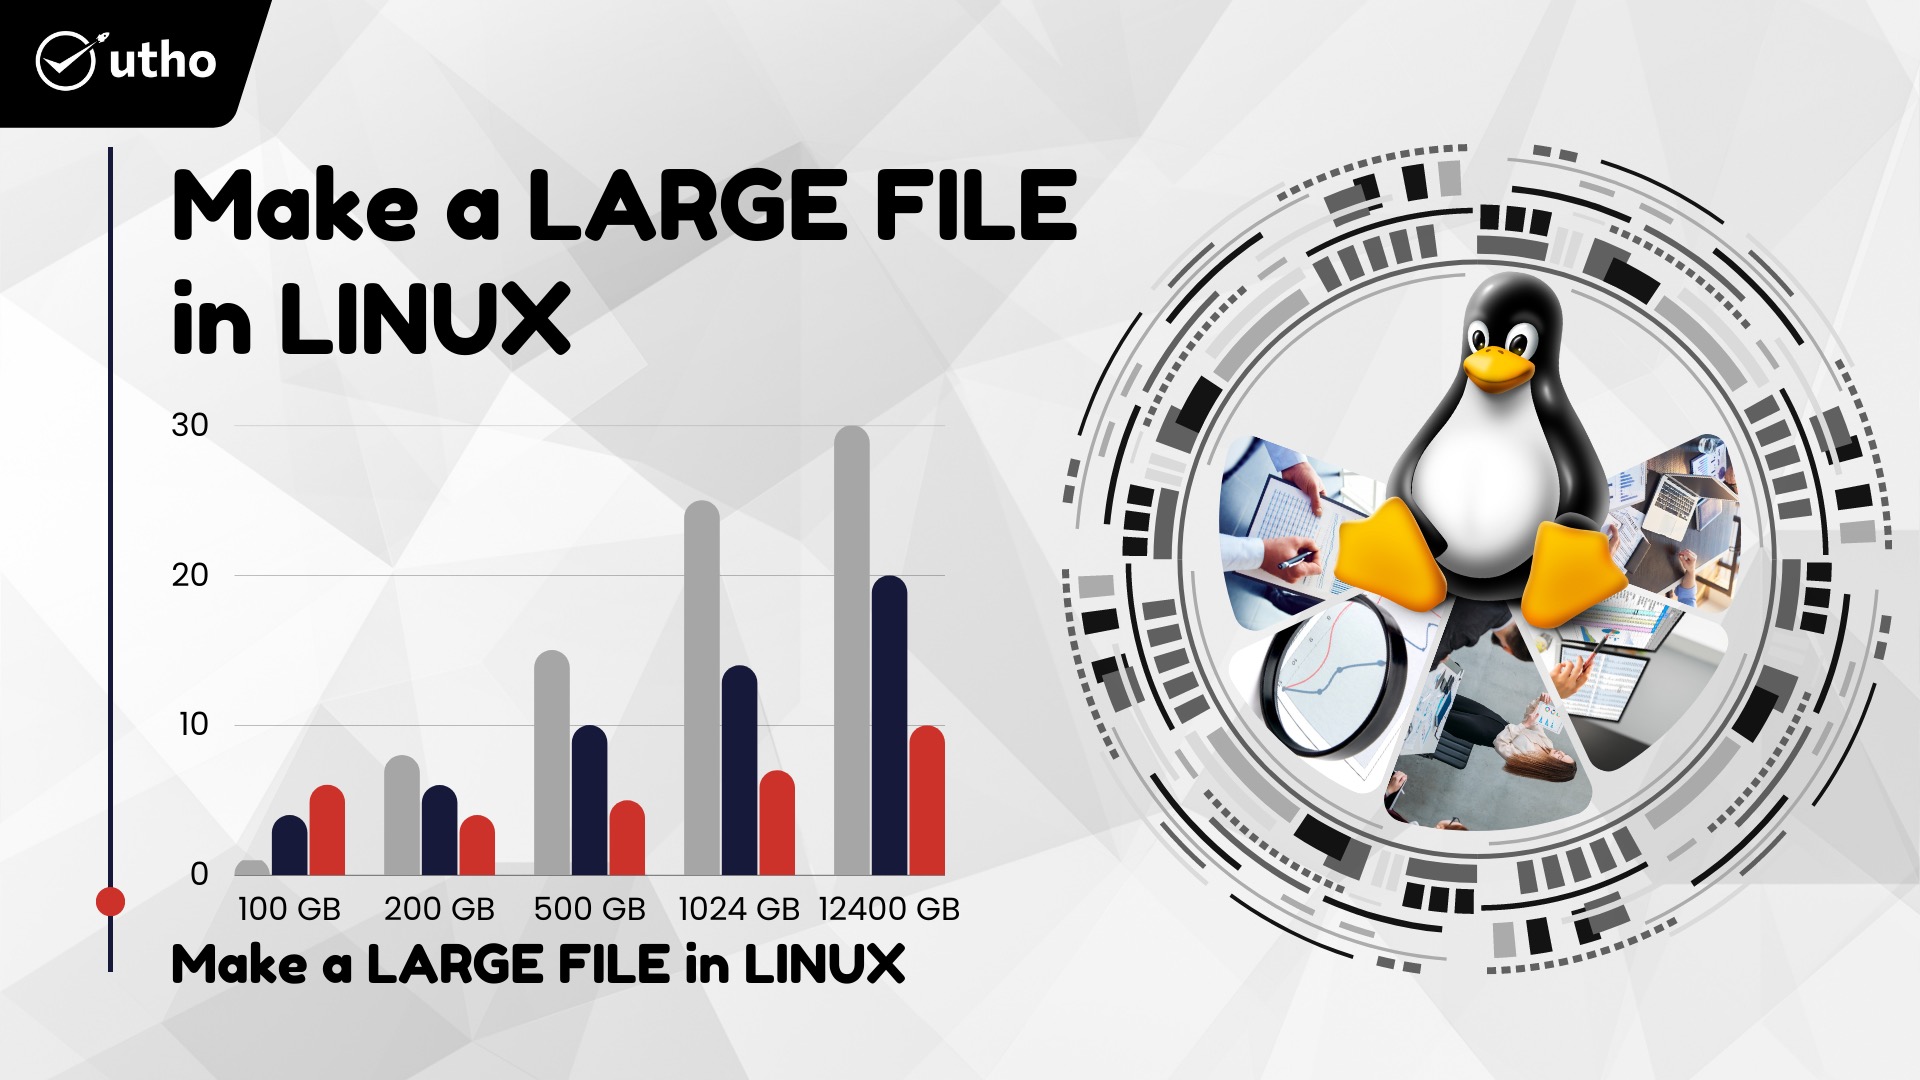 utho
Make a LARGE FILE
in LINUX
30
20
10
0
100 GB 200 GB 500 GB 1024 GB 12400 GB
Make a LARGE FILE in LINUX